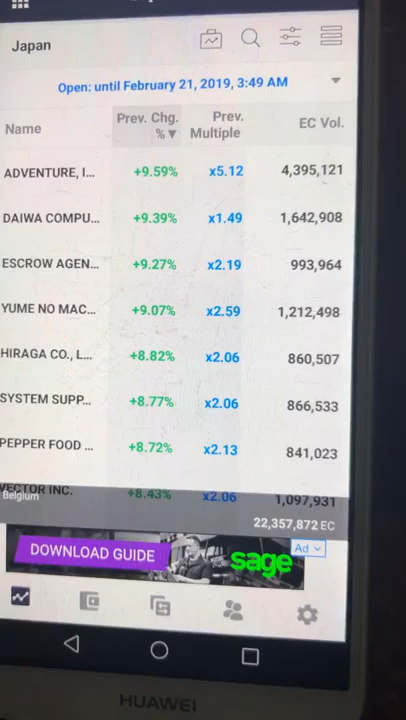 Japan
Open: until February 21, 2019, 3:49 AM
Name Prev. Chg. % ▼ Prev. Multiple EC Vol.
ADVENTURE, I... +9.59% x5.12 4,395,121
DAIWA COMPU... +9.39% x1.49 1,642,908
ESCROW AGEN... +9.27% x2.19 993,964
YUME NO MAC... +9.07% x2.59 1,212,498
HIRAGA CO., L... +8.82% x2.06 860,507
SYSTEM SUPP... +8.77% x2.06 866,533
PEPPER FOOD ... +8.72% x2.13 841,023
VECTOR INC. +8.43% x2.06 1,097,931
Belgium
22,357,872 EC
DOWNLOAD GUIDE sage Ad
HUAWEI